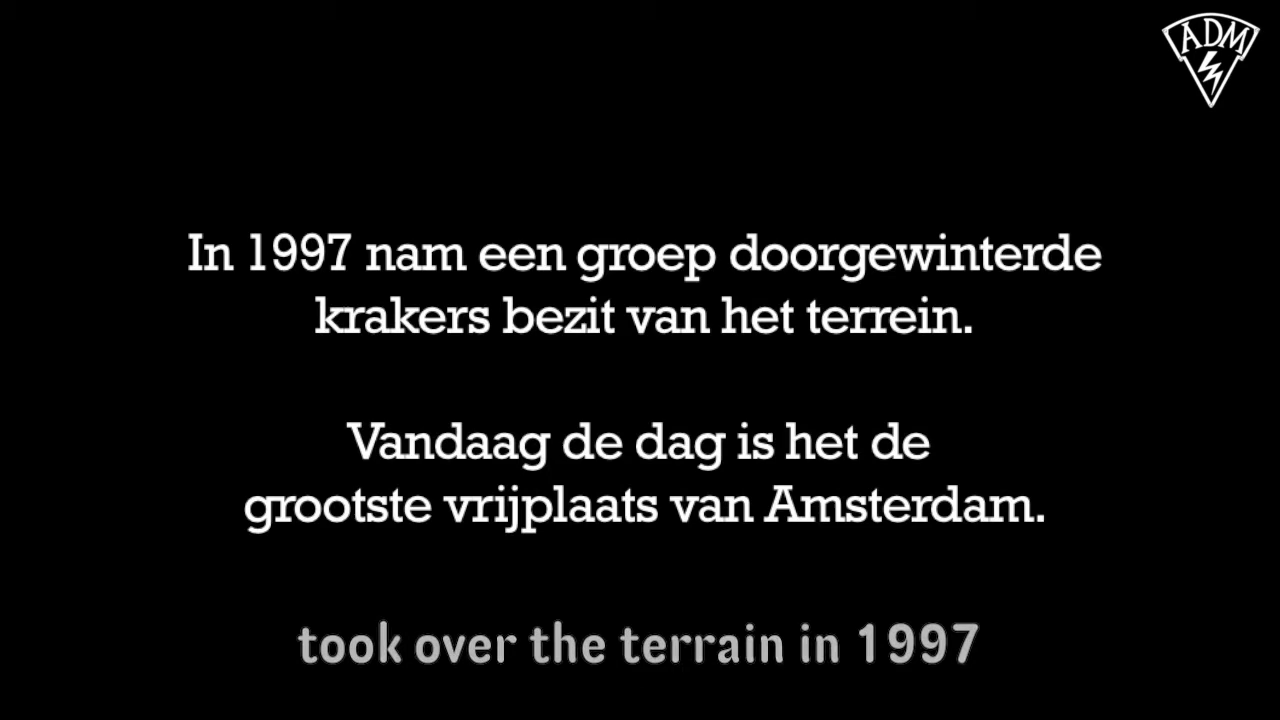 ADM
In 1997 nam een groep doorgewinterde
krakers bezit van het terrein.
Vandaag de dag is het de
grootste vrijplaats van Amsterdam.
took over the terrain in 1997